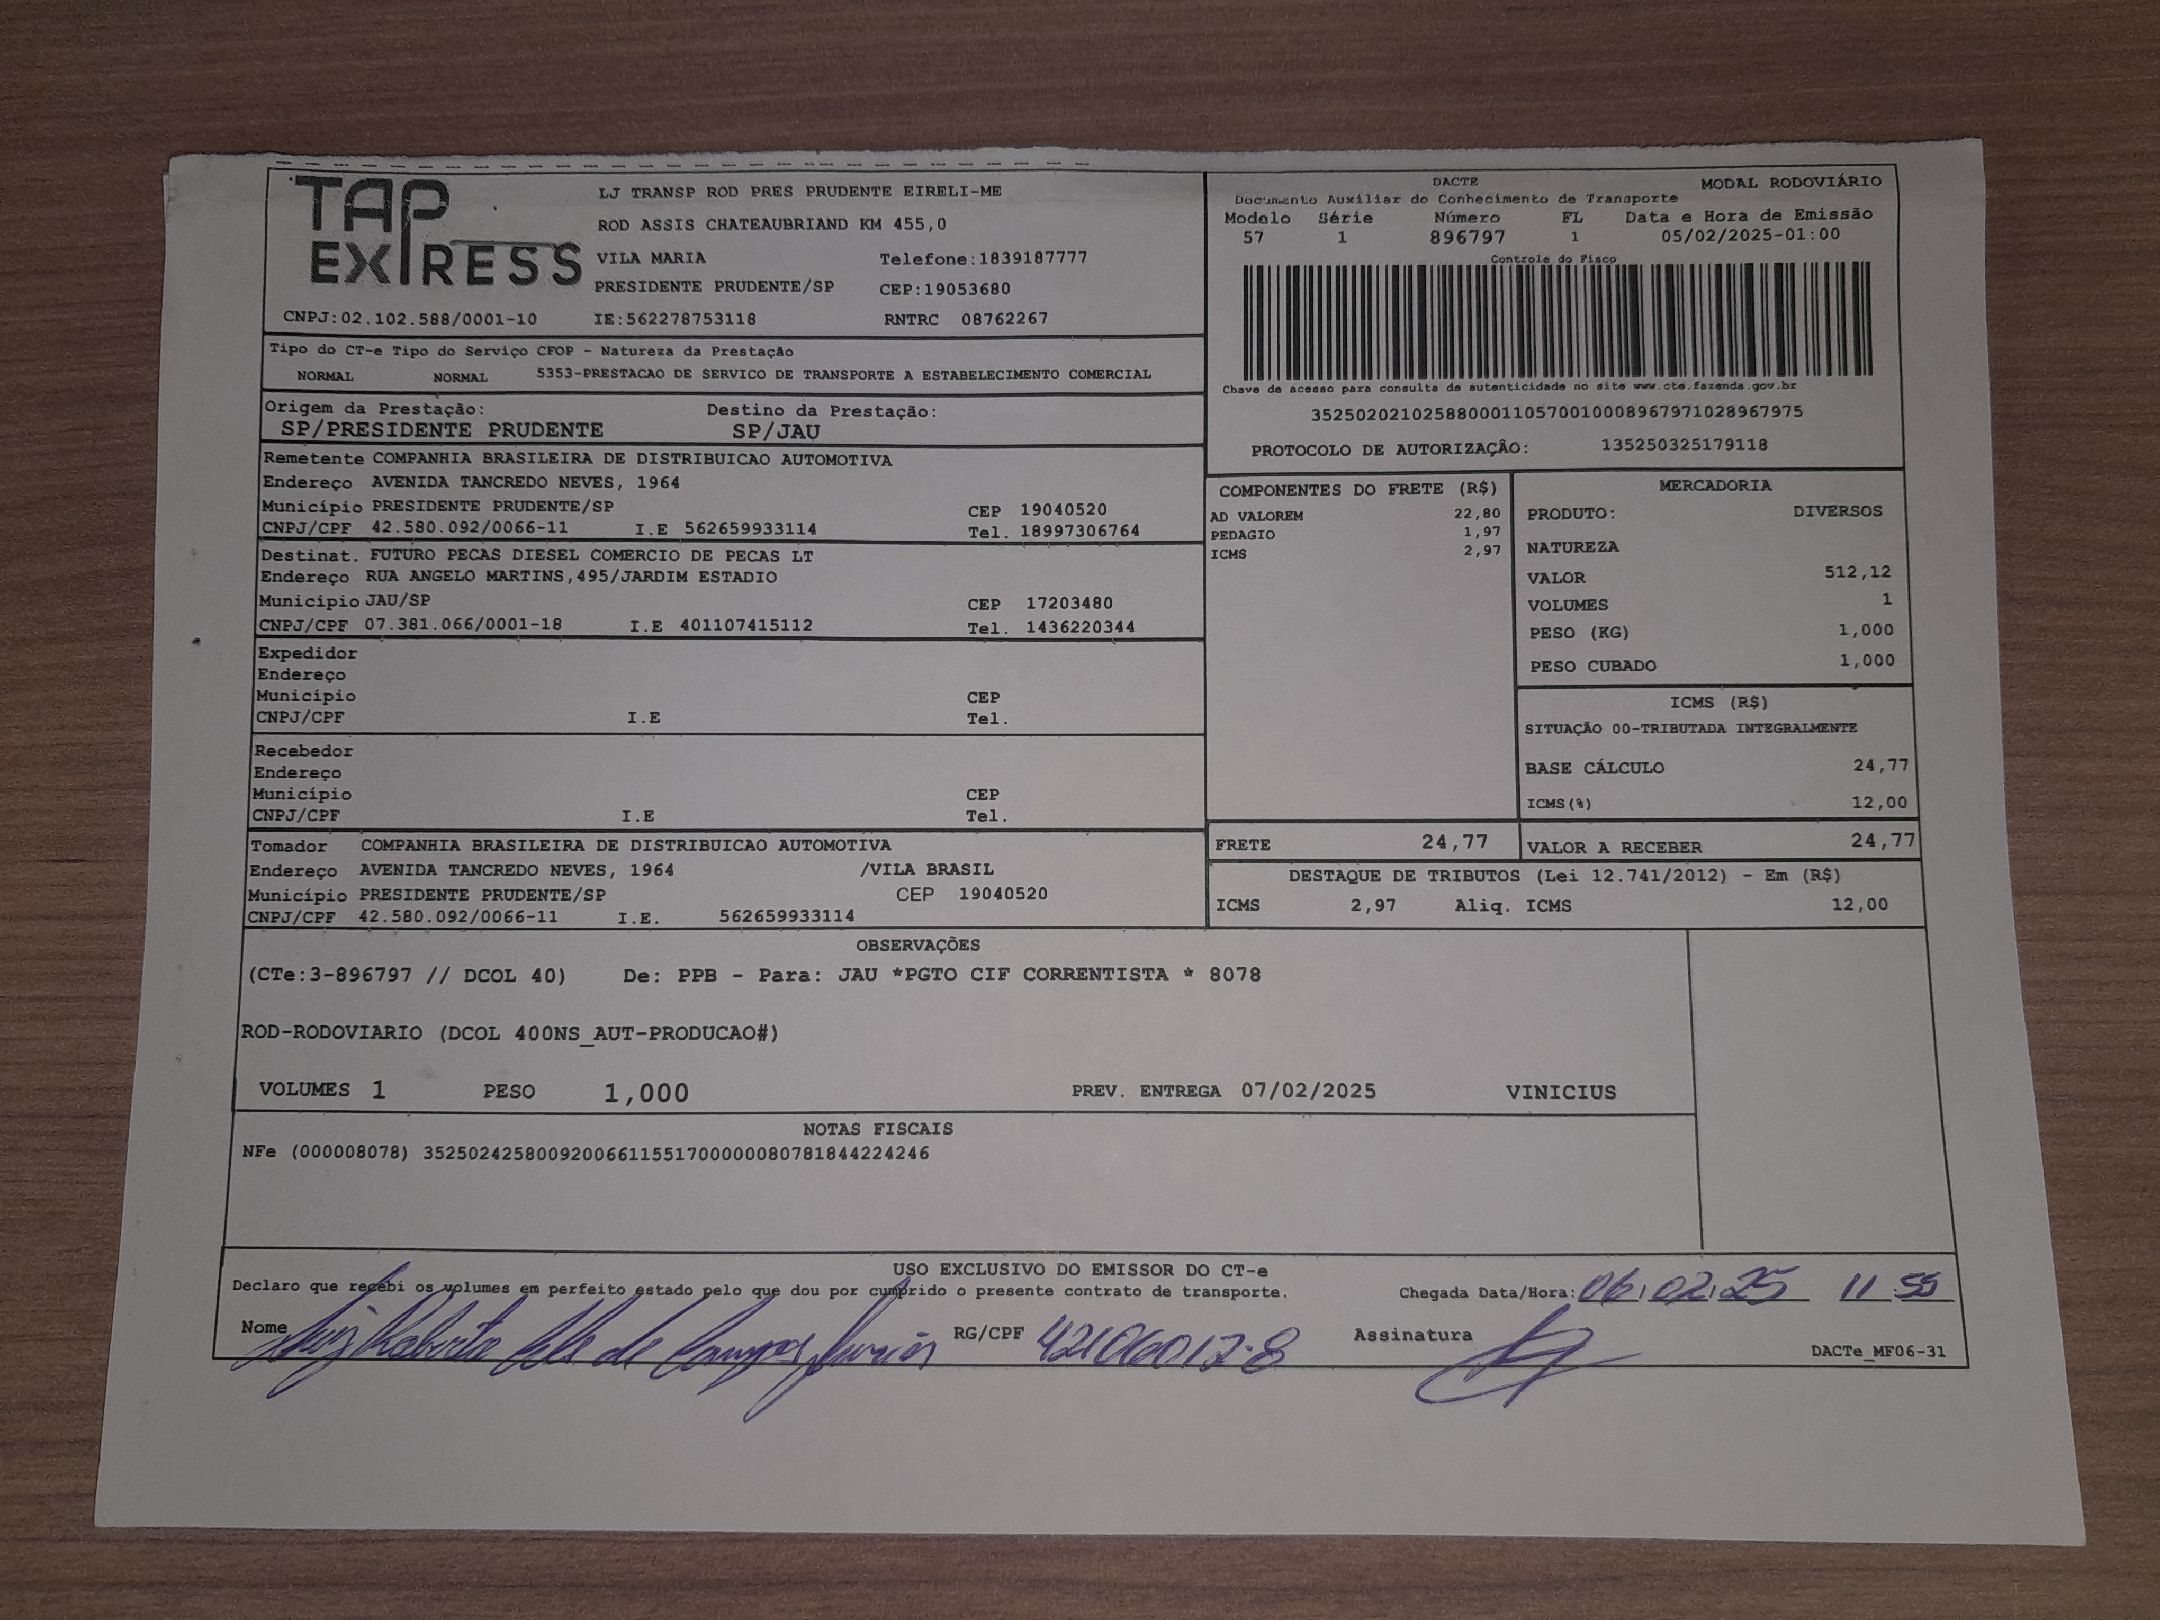 TAP
EXPRESS
LJ TRANSP ROD PRES PRUDENTE EIRELI-ME
ROD ASSIS CHATEAUBRIAND KM 455,0
VILA MARIA Telefone:1839187777
PRESIDENTE PRUDENTE/SP CEP:19053680
CNPJ:02.102.588/0001-10 IE:562278753118 RNTRC 08762267
DACTE MODAL RODOVIÁRIO
Documento Auxiliar do Conhecimento de Transporte
Modelo Série Número FL Data e Hora de Emissão
57 1 896797 1 05/02/2025-01:00
Controle do Fisco
Chave de acesso para consulta de autenticidade no site www.cte.fazenda.gov.br
35250202102588000110570010008967971028967975
PROTOCOLO DE AUTORIZAÇÃO: 135250325179118
Tipo do CT-e Tipo do Serviço CFOP - Natureza da Prestação
NORMAL NORMAL 5353-PRESTACAO DE SERVICO DE TRANSPORTE A ESTABELECIMENTO COMERCIAL
Origem da Prestação: Destino da Prestação:
SP/PRESIDENTE PRUDENTE SP/JAU
Remetente COMPANHIA BRASILEIRA DE DISTRIBUICAO AUTOMOTIVA
Endereço AVENIDA TANCREDO NEVES, 1964
Município PRESIDENTE PRUDENTE/SP CEP 19040520
CNPJ/CPF 42.580.092/0066-11 I.E 562659933114 Tel. 18997306764
Destinat. FUTURO PECAS DIESEL COMERCIO DE PECAS LT
Endereço RUA ANGELO MARTINS,495/JARDIM ESTADIO
Município JAU/SP CEP 17203480
CNPJ/CPF 07.381.066/0001-18 I.E 401107415112 Tel. 1436220344
Expedidor
Endereço
Município CEP
CNPJ/CPF I.E Tel.
Recebedor
Endereço
Município CEP
CNPJ/CPF I.E Tel.
Tomador COMPANHIA BRASILEIRA DE DISTRIBUICAO AUTOMOTIVA
Endereço AVENIDA TANCREDO NEVES, 1964 /VILA BRASIL
Município PRESIDENTE PRUDENTE/SP CEP 19040520
CNPJ/CPF 42.580.092/0066-11 I.E. 562659933114
COMPONENTES DO FRETE (R$)
AD VALOREM 22,80
PEDAGIO 1,97
ICMS 2,97
MERCADORIA
PRODUTO: DIVERSOS
NATUREZA
VALOR 512,12
VOLUMES 1
PESO (KG) 1,000
PESO CUBADO 1,000
ICMS (R$)
SITUAÇÃO 00-TRIBUTADA INTEGRALMENTE
BASE CÁLCULO 24,77
ICMS(%) 12,00
FRETE 24,77 VALOR A RECEBER 24,77
DESTAQUE DE TRIBUTOS (Lei 12.741/2012) - Em (R$)
ICMS 2,97 Aliq. ICMS 12,00
OBSERVAÇÕES
(CTe:3-896797 // DCOL 40) De: PPB - Para: JAU *PGTO CIF CORRENTISTA * 8078
ROD-RODOVIARIO (DCOL 400NS_AUT-PRODUCAO#)
VOLUMES 1 PESO 1,000 PREV. ENTREGA 07/02/2025 VINICIUS
NOTAS FISCAIS
NFe (000008078) 35250242580092006611551700000080781844224246
USO EXCLUSIVO DO EMISSOR DO CT-e
Declaro que recebi os volumes em perfeito estado pelo que dou por cumprido o presente contrato de transporte. Chegada Data/Hora: 06.02.25 11 55
Nome Luiz Roberto de Campos Junior RG/CPF 42106017-8 Assinatura
DACTe_MF06-31